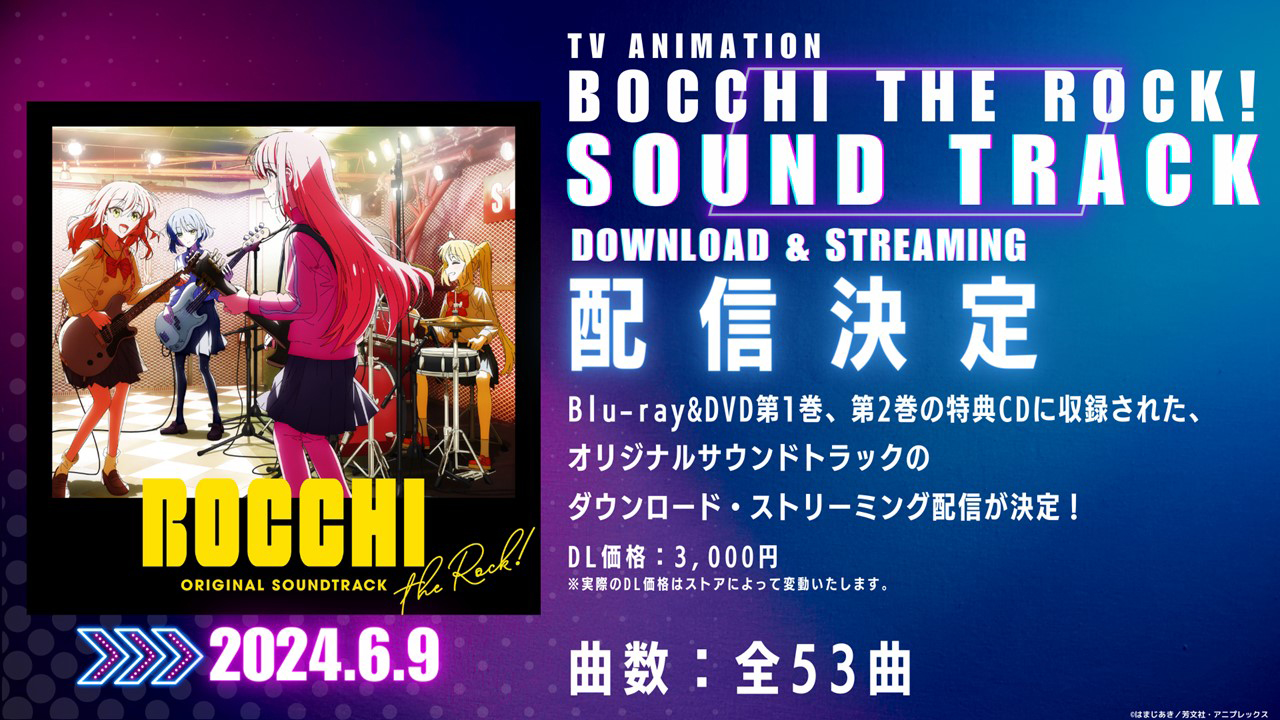 TV ANIMATION
BOCCHI THE ROCK!
SOUND TRACK
DOWNLOAD & STREAMING
配信決定
Blu-ray&DVD第1巻、第2巻の特典CDに収録された、
オリジナルサウンドトラックの
ダウンロード・ストリーミング配信が決定！
DL価格：3,000円
※実際のDL価格はストアによって変動いたします。
曲数：全53曲
BOCCHI
the Rock!
ORIGINAL SOUNDTRACK
2024.6.9
©はまじあき／芳文社・アニプレックス